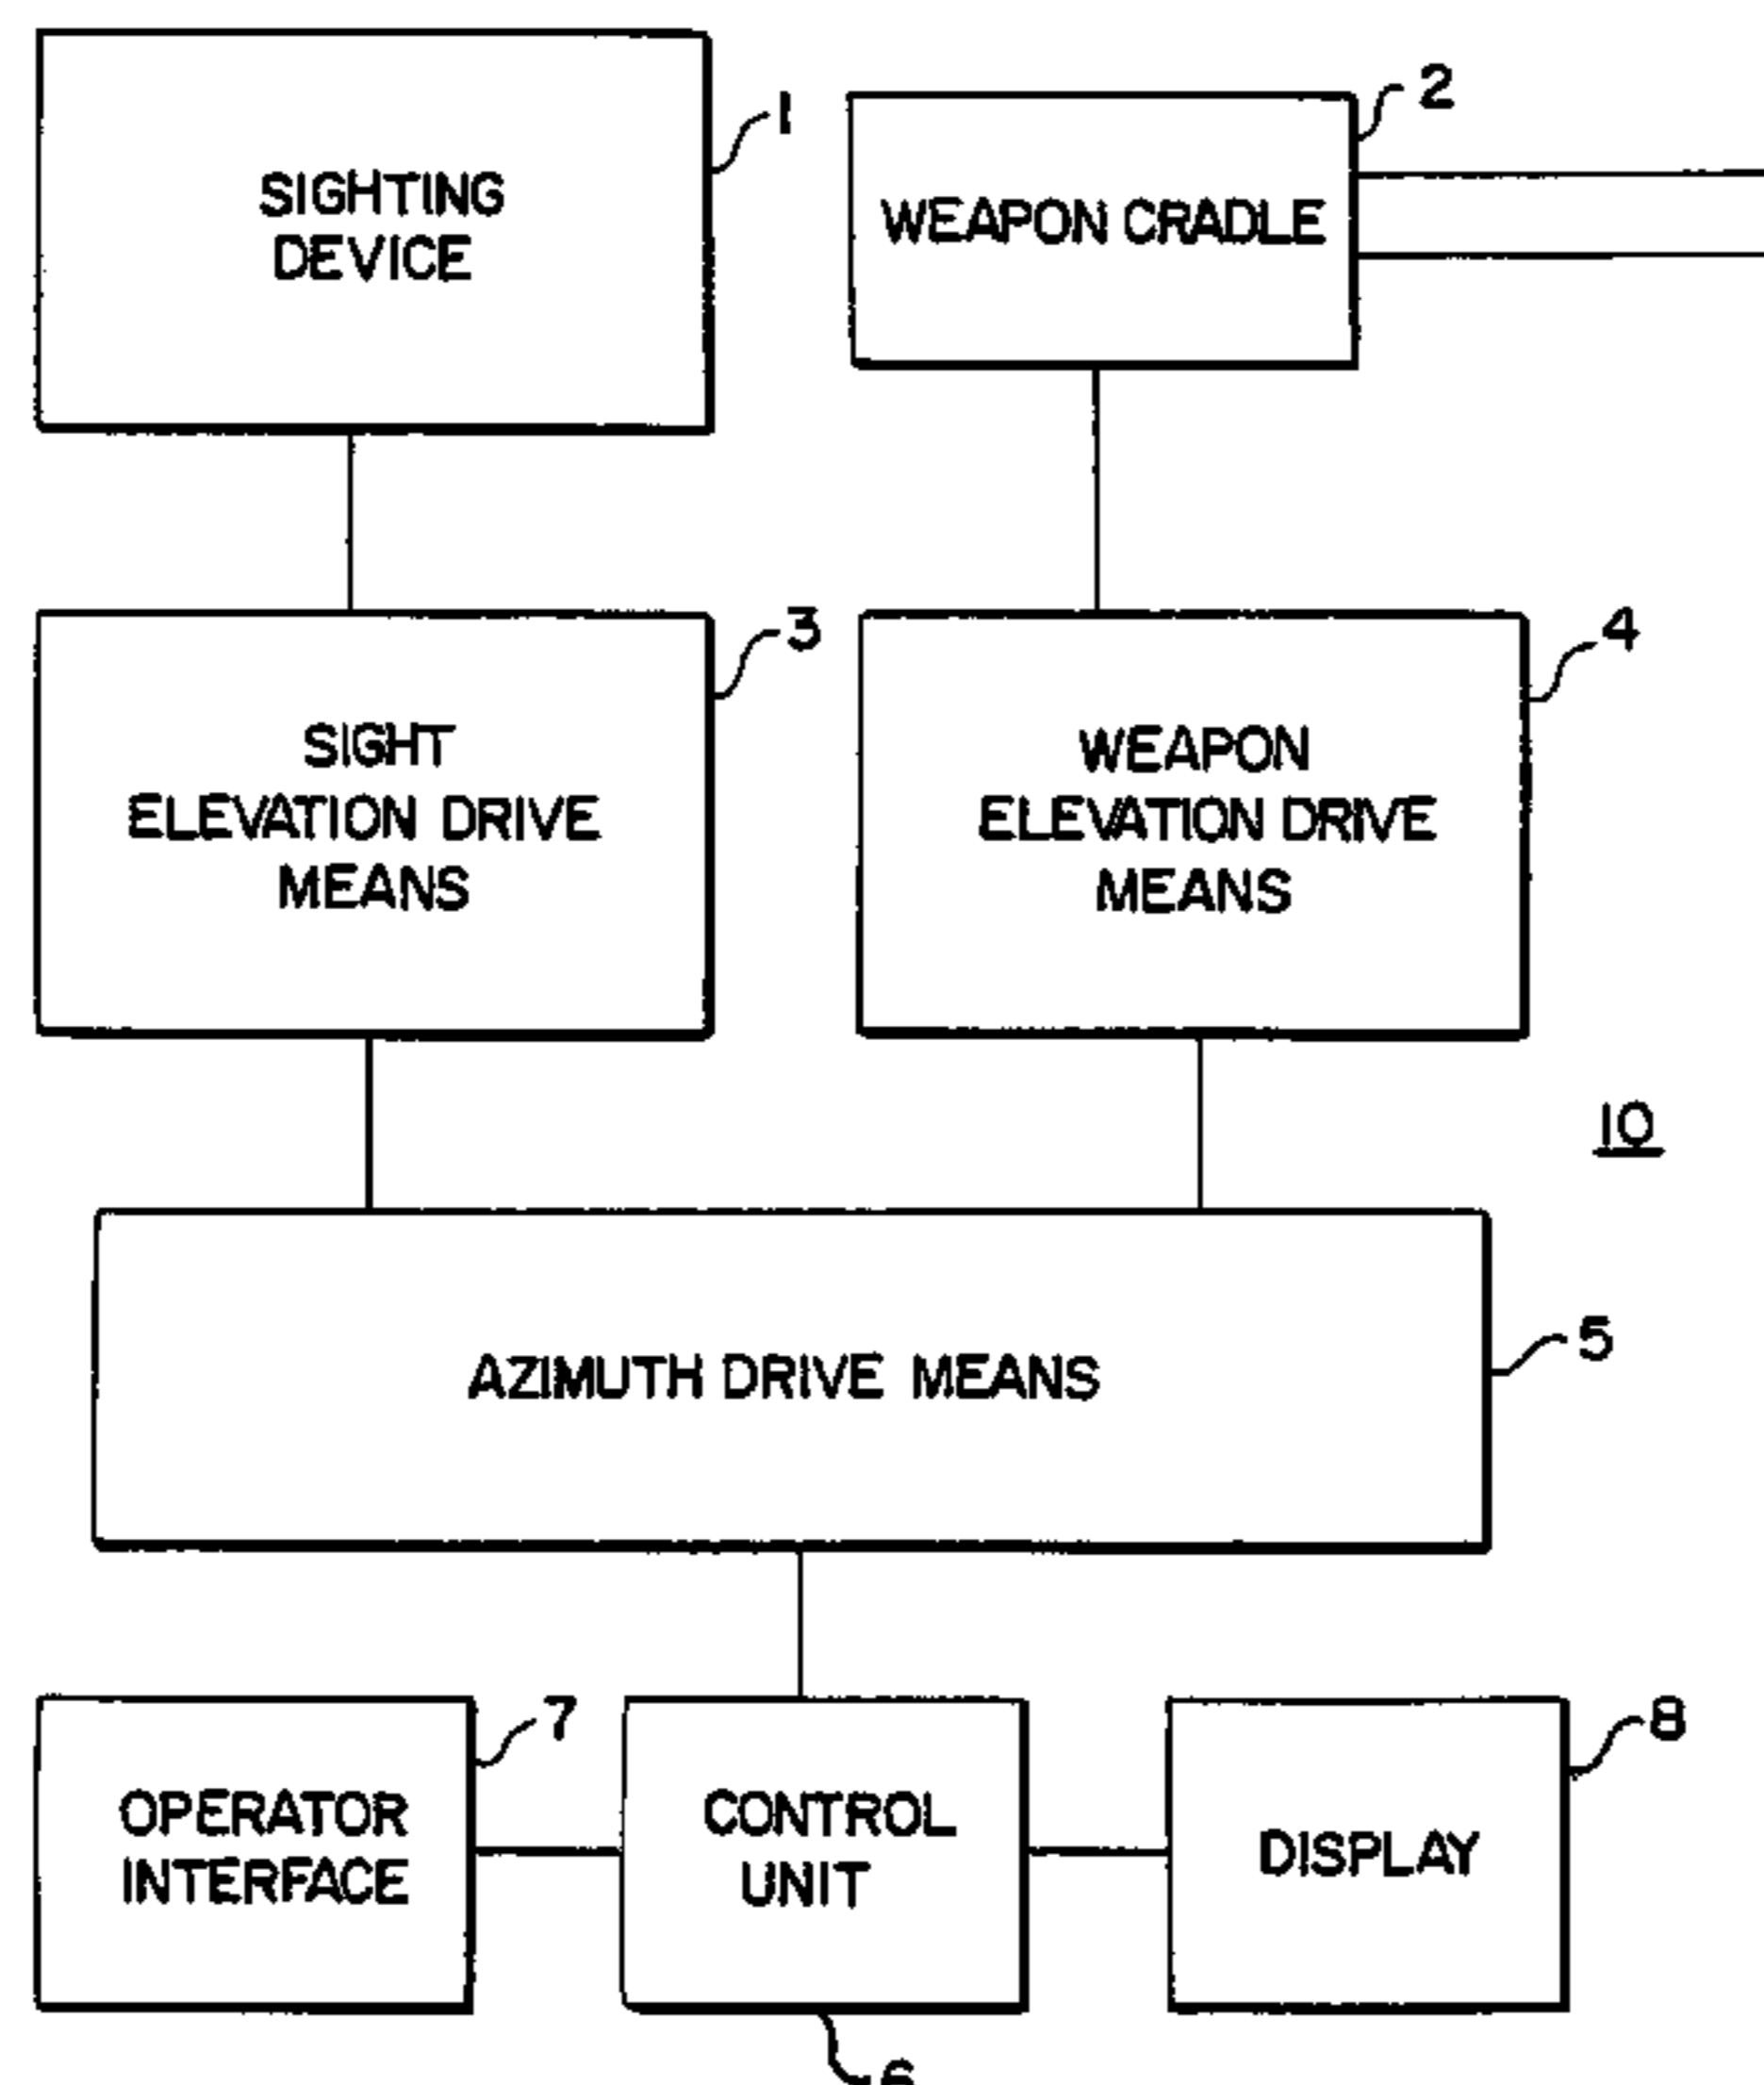 1
2
SIGHTING
DEVICE
WEAPON CRADLE
3
4
SIGHT
ELEVATION DRIVE
MEANS
WEAPON
ELEVATION DRIVE
MEANS
10
5
AZIMUTH DRIVE MEANS
7
8
OPERATOR
INTERFACE
CONTROL
UNIT
DISPLAY
6